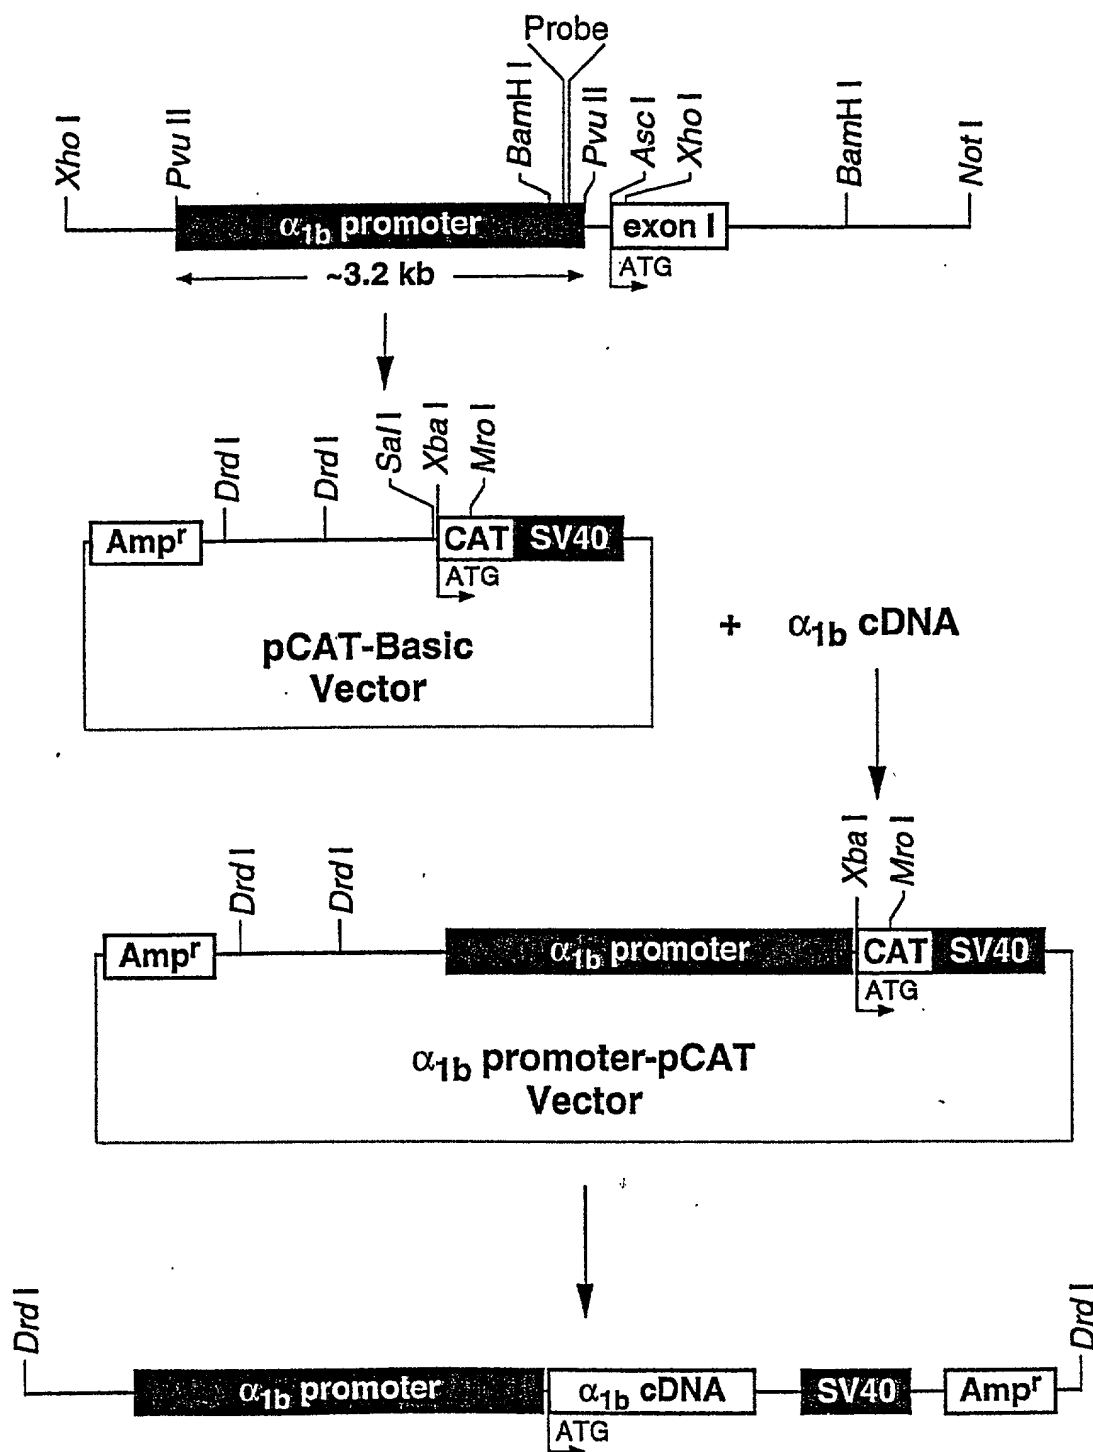 Probe
Xho I
Pvu II
BamH I
Pvu II
Asc I
Xho I
BamH I
Not I
α1b promoter
exon I
~3.2 kb
ATG
Drd I
Drd I
Sal I
Xba I
Mro I
Ampr
CAT
SV40
ATG
pCAT-Basic
Vector
+ α1b cDNA
Drd I
Drd I
Xba I
Mro I
Ampr
α1b promoter
CAT
SV40
ATG
α1b promoter-pCAT
Vector
Drd I
Drd I
α1b promoter
α1b cDNA
SV40
Ampr
ATG